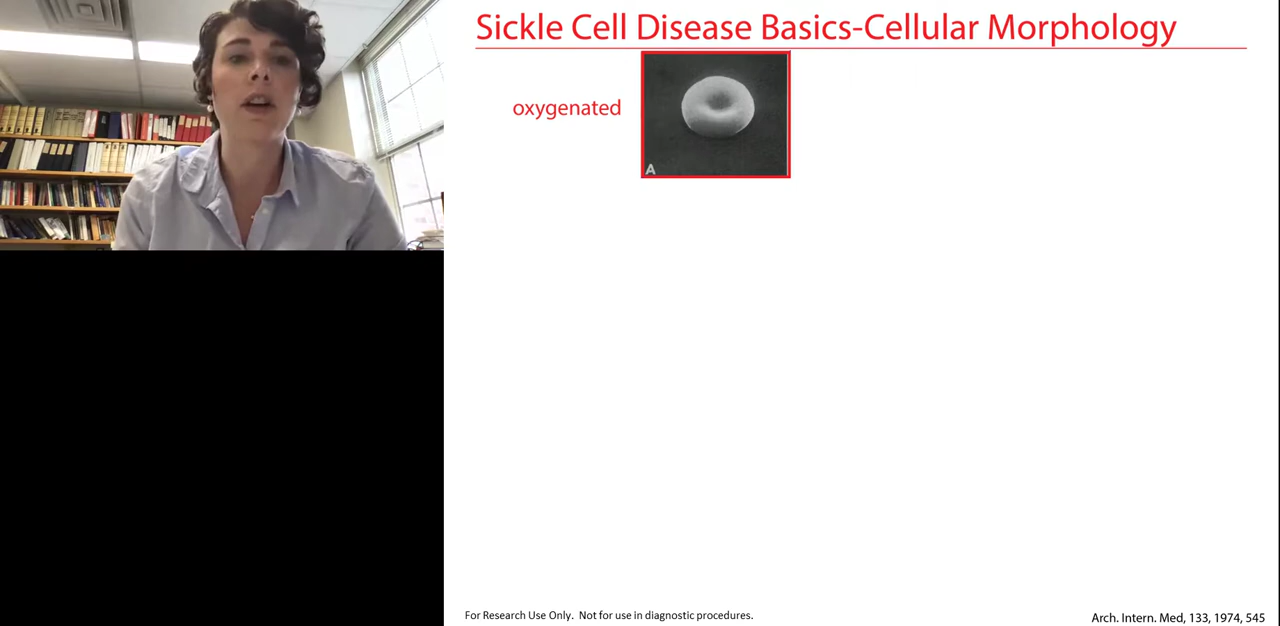 Sickle Cell Disease Basics-Cellular Morphology
oxygenated
A
For Research Use Only.  Not for use in diagnostic procedures.
Arch. Intern. Med, 133, 1974, 545